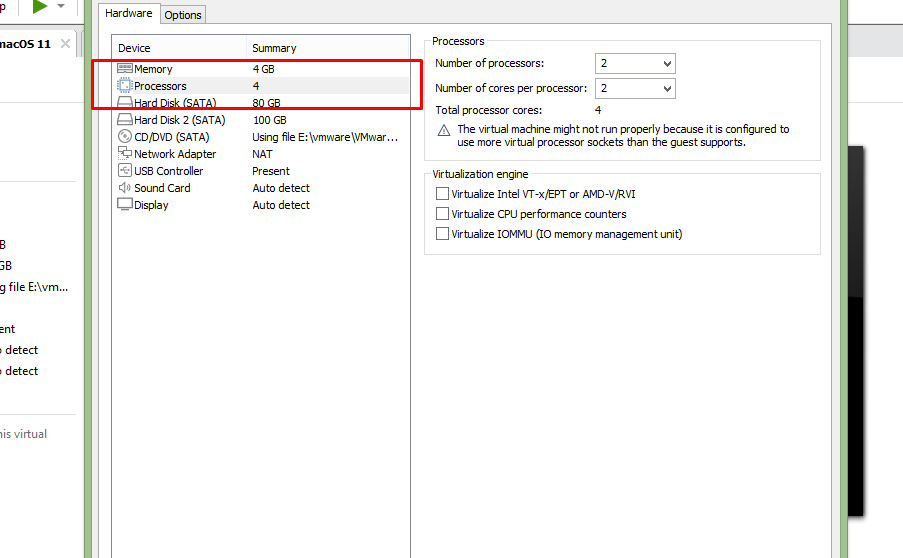 p
macOS 11
Hardware
Options
Device Summary
Memory 4 GB
Processors 4
Hard Disk (SATA) 80 GB
Hard Disk 2 (SATA) 100 GB
CD/DVD (SATA) Using file E:\vmware\VMwar...
Network Adapter NAT
USB Controller Present
Sound Card Auto detect
Display Auto detect
Processors
Number of processors: 2
Number of cores per processor: 2
Total processor cores: 4
The virtual machine might not run properly because it is configured to
use more virtual processor sockets than the guest supports.
Virtualization engine
Virtualize Intel VT-x/EPT or AMD-V/RVI
Virtualize CPU performance counters
Virtualize IOMMU (IO memory management unit)
B
GB
g file E:\vm...
ent
o detect
o detect
his virtual